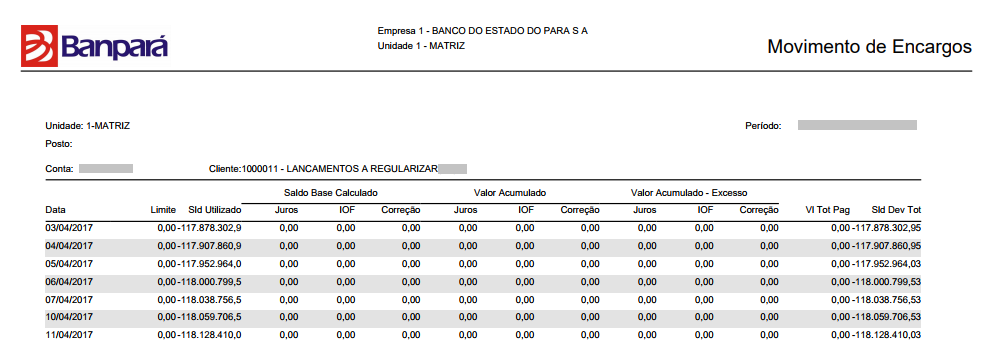 Banpará
Empresa 1 - BANCO DO ESTADO DO PARA S A
Unidade 1 - MATRIZ
Movimento de Encargos
Unidade: 1-MATRIZ
Período:
Posto:
Conta: Cliente:1000011 - LANCAMENTOS A REGULARIZAR
Saldo Base Calculado Valor Acumulado Valor Acumulado - Excesso
Data Limite Sld Utilizado Juros IOF Correção Juros IOF Correção Juros IOF Correção Vl Tot Pag Sld Dev Tot
03/04/2017 0,00 -117.878.302,9 0,00 0,00 0,00 0,00 0,00 0,00 0,00 0,00 0,00 0,00 -117.878.302,95
04/04/2017 0,00 -117.907.860,9 0,00 0,00 0,00 0,00 0,00 0,00 0,00 0,00 0,00 0,00 -117.907.860,95
05/04/2017 0,00 -117.952.964,0 0,00 0,00 0,00 0,00 0,00 0,00 0,00 0,00 0,00 0,00 -117.952.964,03
06/04/2017 0,00 -118.000.799,5 0,00 0,00 0,00 0,00 0,00 0,00 0,00 0,00 0,00 0,00 -118.000.799,53
07/04/2017 0,00 -118.038.756,5 0,00 0,00 0,00 0,00 0,00 0,00 0,00 0,00 0,00 0,00 -118.038.756,53
10/04/2017 0,00 -118.059.706,5 0,00 0,00 0,00 0,00 0,00 0,00 0,00 0,00 0,00 0,00 -118.059.706,53
11/04/2017 0,00 -118.128.410,0 0,00 0,00 0,00 0,00 0,00 0,00 0,00 0,00 0,00 0,00 -118.128.410,03